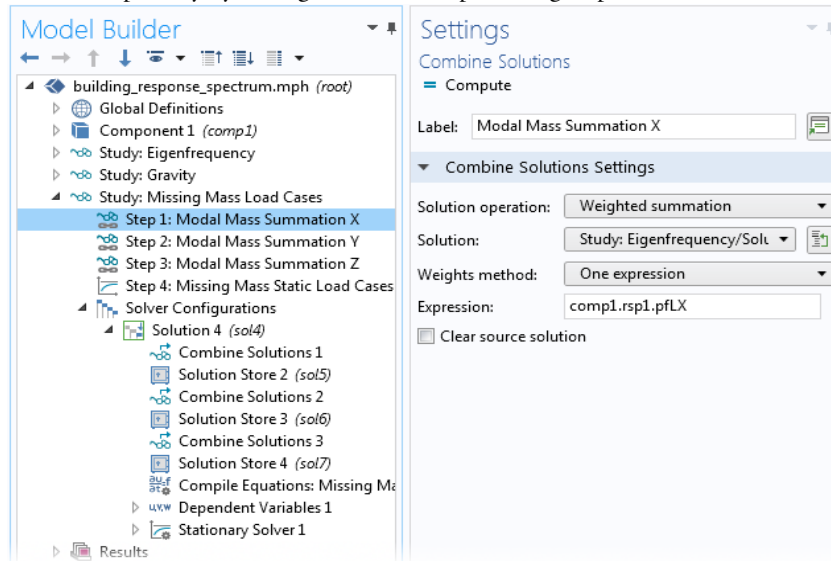 Model Builder
building_response_spectrum.mph (root)
Global Definitions
Component 1 (comp1)
Study: Eigenfrequency
Study: Gravity
Study: Missing Mass Load Cases
Step 1: Modal Mass Summation X
Step 2: Modal Mass Summation Y
Step 3: Modal Mass Summation Z
Step 4: Missing Mass Static Load Cases
Solver Configurations
Solution 4 (sol4)
Combine Solutions 1
Solution Store 2 (sol5)
Combine Solutions 2
Solution Store 3 (sol6)
Combine Solutions 3
Solution Store 4 (sol7)
Compile Equations: Missing Ma
Dependent Variables 1
Stationary Solver 1
Results
Settings
Combine Solutions
= Compute
Label: Modal Mass Summation X
Combine Solutions Settings
Solution operation: Weighted summation
Solution: Study: Eigenfrequency/Solu
Weights method: One expression
Expression: comp1.rsp1.pfLX
Clear source solution